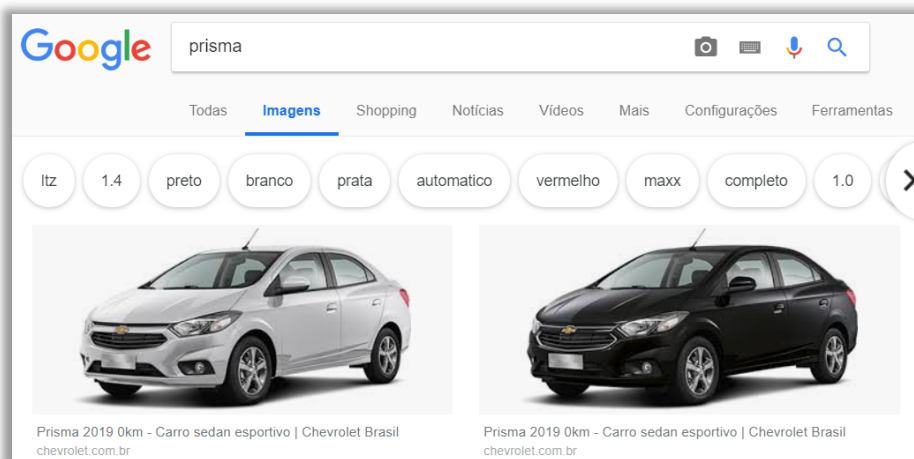 Google prisma
Todas Imagens Shopping Notícias Vídeos Mais Configurações Ferramentas
ltz 1.4 preto branco prata automatico vermelho maxx completo 1.0
Prisma 2019 0km - Carro sedan esportivo | Chevrolet Brasil Prisma 2019 0km - Carro sedan esportivo | Chevrolet Brasil
chevrolet.com.br chevrolet.com.br